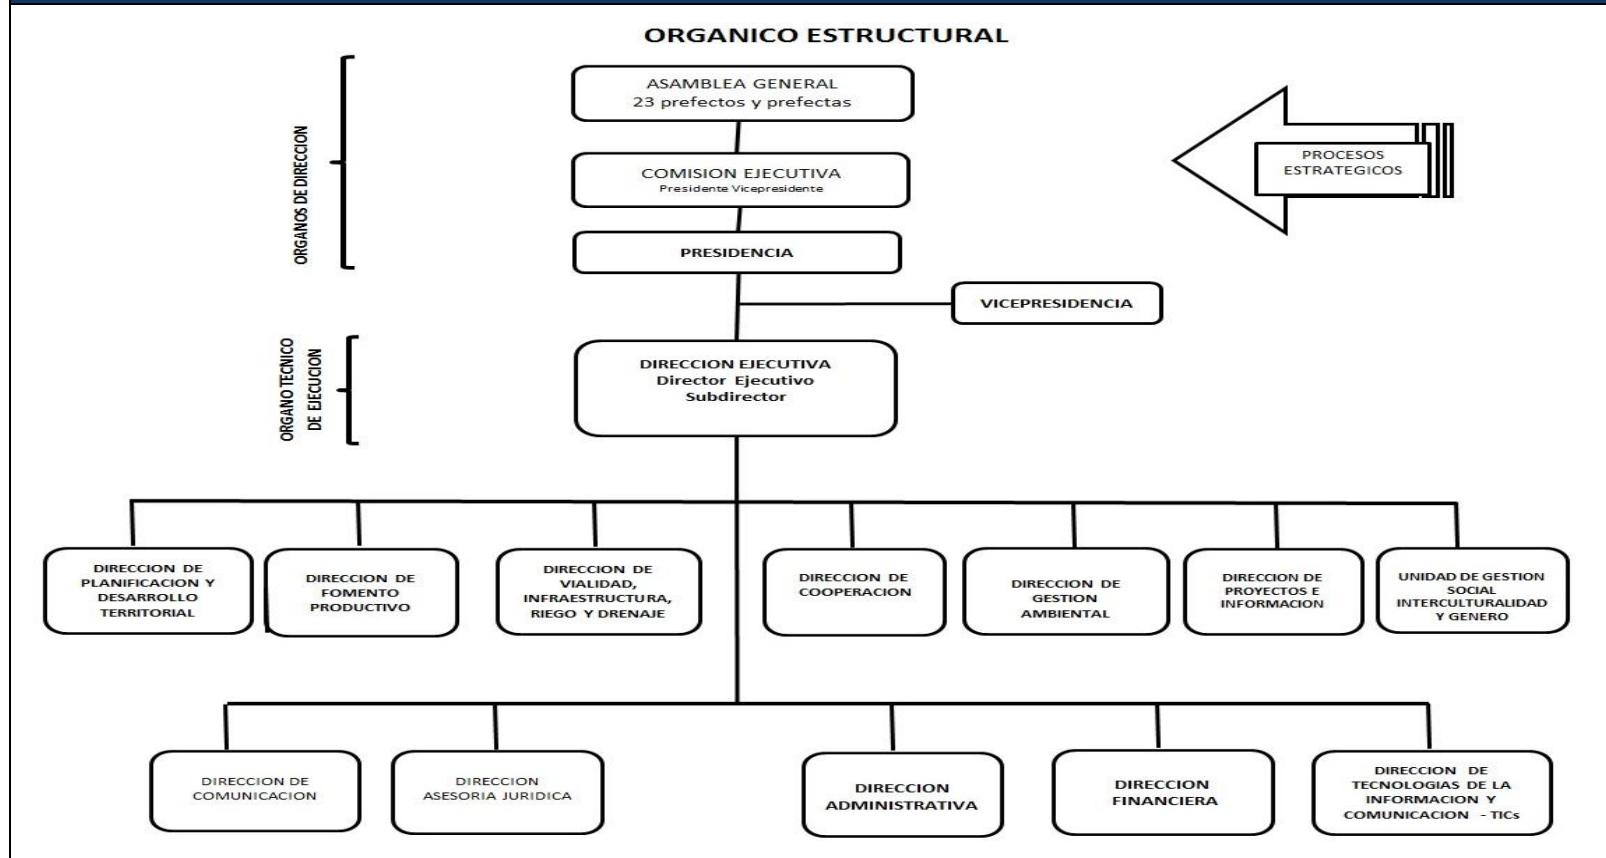 ORGANICO ESTRUCTURAL
ORGANOS DE DIRECCION
ASAMBLEA GENERAL
23 prefectos y prefectas
COMISION EJECUTIVA
Presidente Vicepresidente
PRESIDENCIA
PROCESOS
ESTRATEGICOS
VICEPRESIDENCIA
ORGANO TECNICO
DE EJECUCION
DIRECCION EJECUTIVA
Director Ejecutivo
Subdirector
DIRECCION DE
PLANIFICACION Y
DESARROLLO
TERRITORIAL
DIRECCION DE
FOMENTO
PRODUCTIVO
DIRECCION DE
VIALIDAD,
INFRAESTRUCTURA,
RIEGO Y DRENAJE
DIRECCION DE
COOPERACION
DIRECCION DE
GESTION
AMBIENTAL
DIRECCION DE
PROYECTOS E
INFORMACION
UNIDAD DE GESTION
SOCIAL
INTERCULTURALIDAD
Y GENERO
DIRECCION DE
COMUNICACION
DIRECCION
ASESORIA JURIDICA
DIRECCION
ADMINISTRATIVA
DIRECCION
FINANCIERA
DIRECCION DE
TECNOLOGIAS DE LA
INFORMACION Y
COMUNICACION - TICs